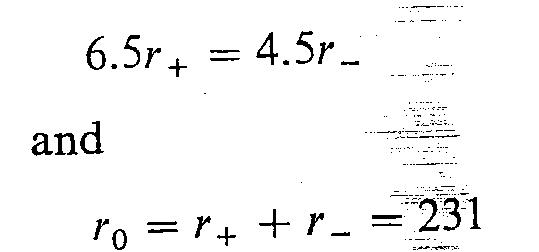 6.5r₊ = 4.5r₋
and
r₀ = r₊ + r₋ = 231